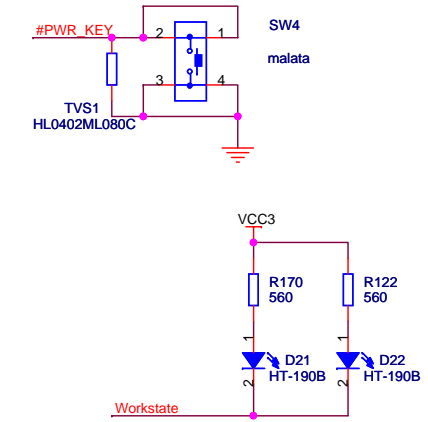 SW4
#PWR_KEY
2
1
malata
3
4
TVS1
HL0402ML080C
VCC3
R170
560
R122
560
1
1
D21
HT-190B
D22
HT-190B
2
2
Workstate